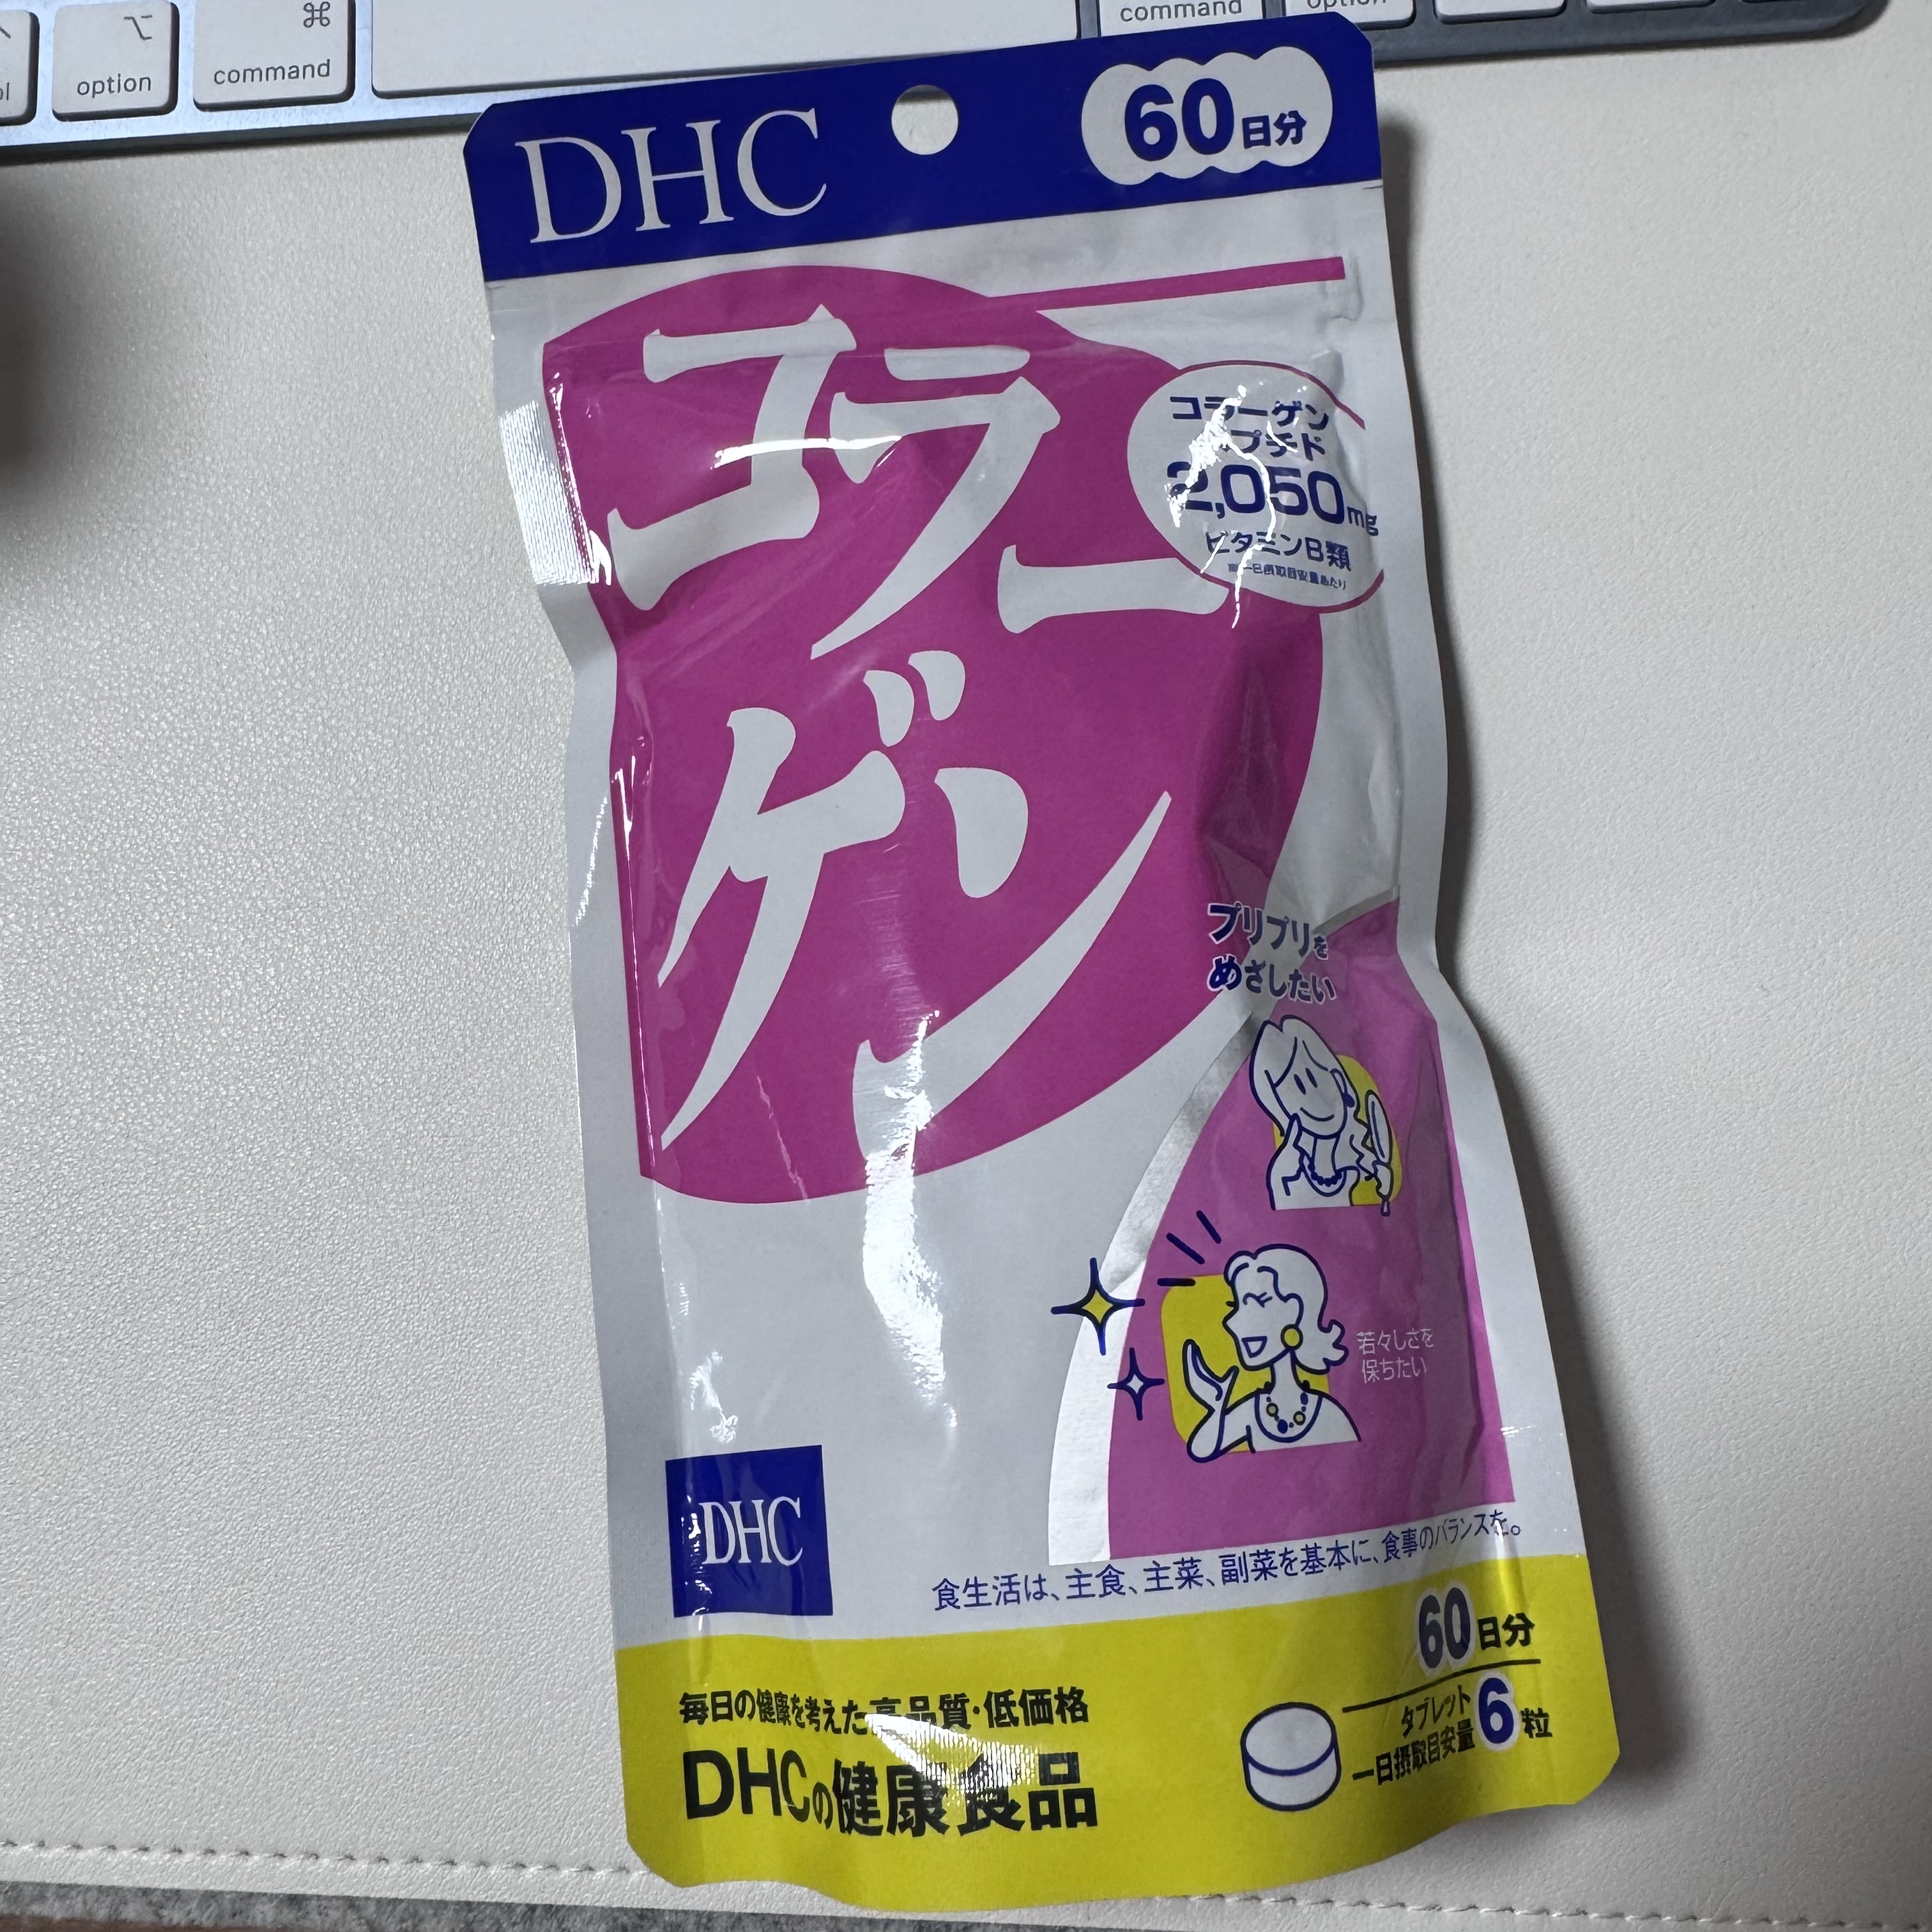 ⌥
⌘
option
command
command
option
DHC
60日分
コラー
ゲン
コラーゲン
ペプチド
2,050mg
ビタミンB類
※一日摂取目安量あたり
プリプリを
めざしたい
若々しさを
保ちたい
DHC
食生活は、主食、主菜、副菜を基本に、食事のバランスを。
60日分
タブレット
一日摂取目安量6粒
毎日の健康を考えた高品質・低価格
DHCの健康食品